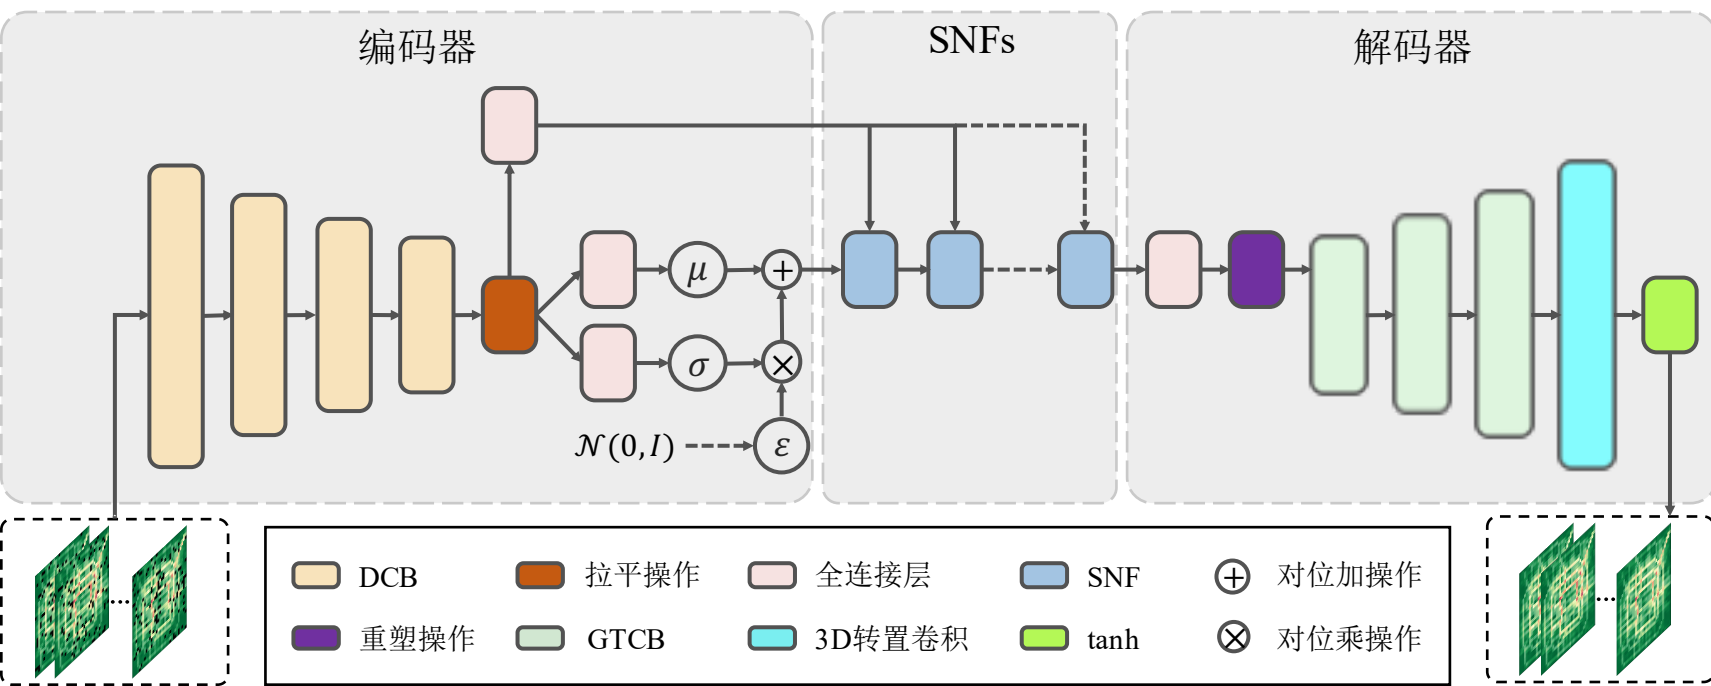 编码器
SNFs
解码器
μ
+
σ
×
𝒩(0,I)
ε
...
...
DCB
拉平操作
全连接层
SNF
+
对位加操作
重塑操作
GTCB
3D转置卷积
tanh
×
对位乘操作